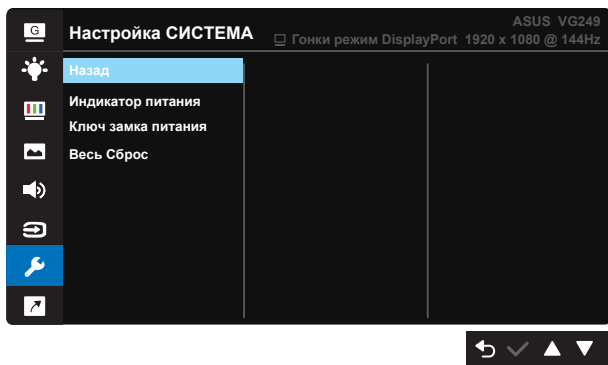 G
Настройка СИСТЕМА
ASUS VG249
Гонки режим DisplayPort 1920 x 1080 @ 144Hz
Назад
Индикатор питания
Ключ замка питания
Весь Сброс